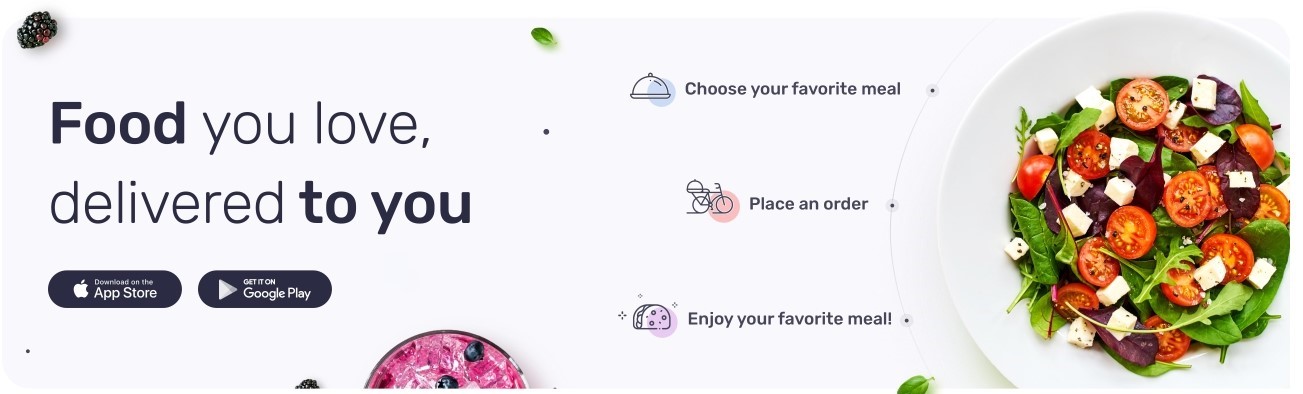 Food you love,
delivered to you
Download on the
App Store
GET IT ON
Google Play
Choose your favorite meal
Place an order
Enjoy your favorite meal!